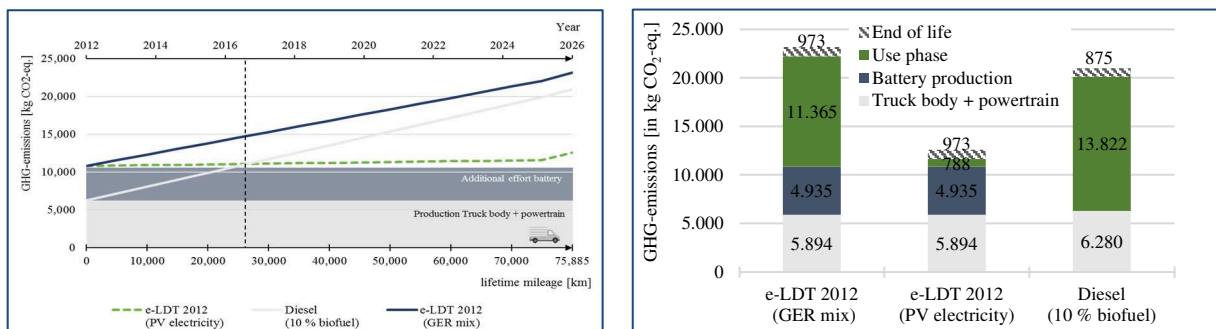 Year
2012 2014 2016 2018 2020 2022 2024 2026
GHG-emissions [kg CO2-eq.]
25,000
20,000
15,000
10,000
5,000
0
Additional effort battery
Production Truck body + powertrain
0 10,000 20,000 30,000 40,000 50,000 60,000 70,000 75,885
lifetime mileage [km]
e-LDT 2012
(PV electricity)
Diesel
(10 % biofuel)
e-LDT 2012
(GER mix)
GHG-emissions [in kg CO₂-eq.]
25.000
20.000
15.000
10.000
5.000
0
End of life
Use phase
Battery production
Truck body + powertrain
973
11.365
4.935
5.894
973
788
4.935
5.894
875
13.822
6.280
e-LDT 2012
(GER mix)
e-LDT 2012
(PV electricity)
Diesel
(10 % biofuel)